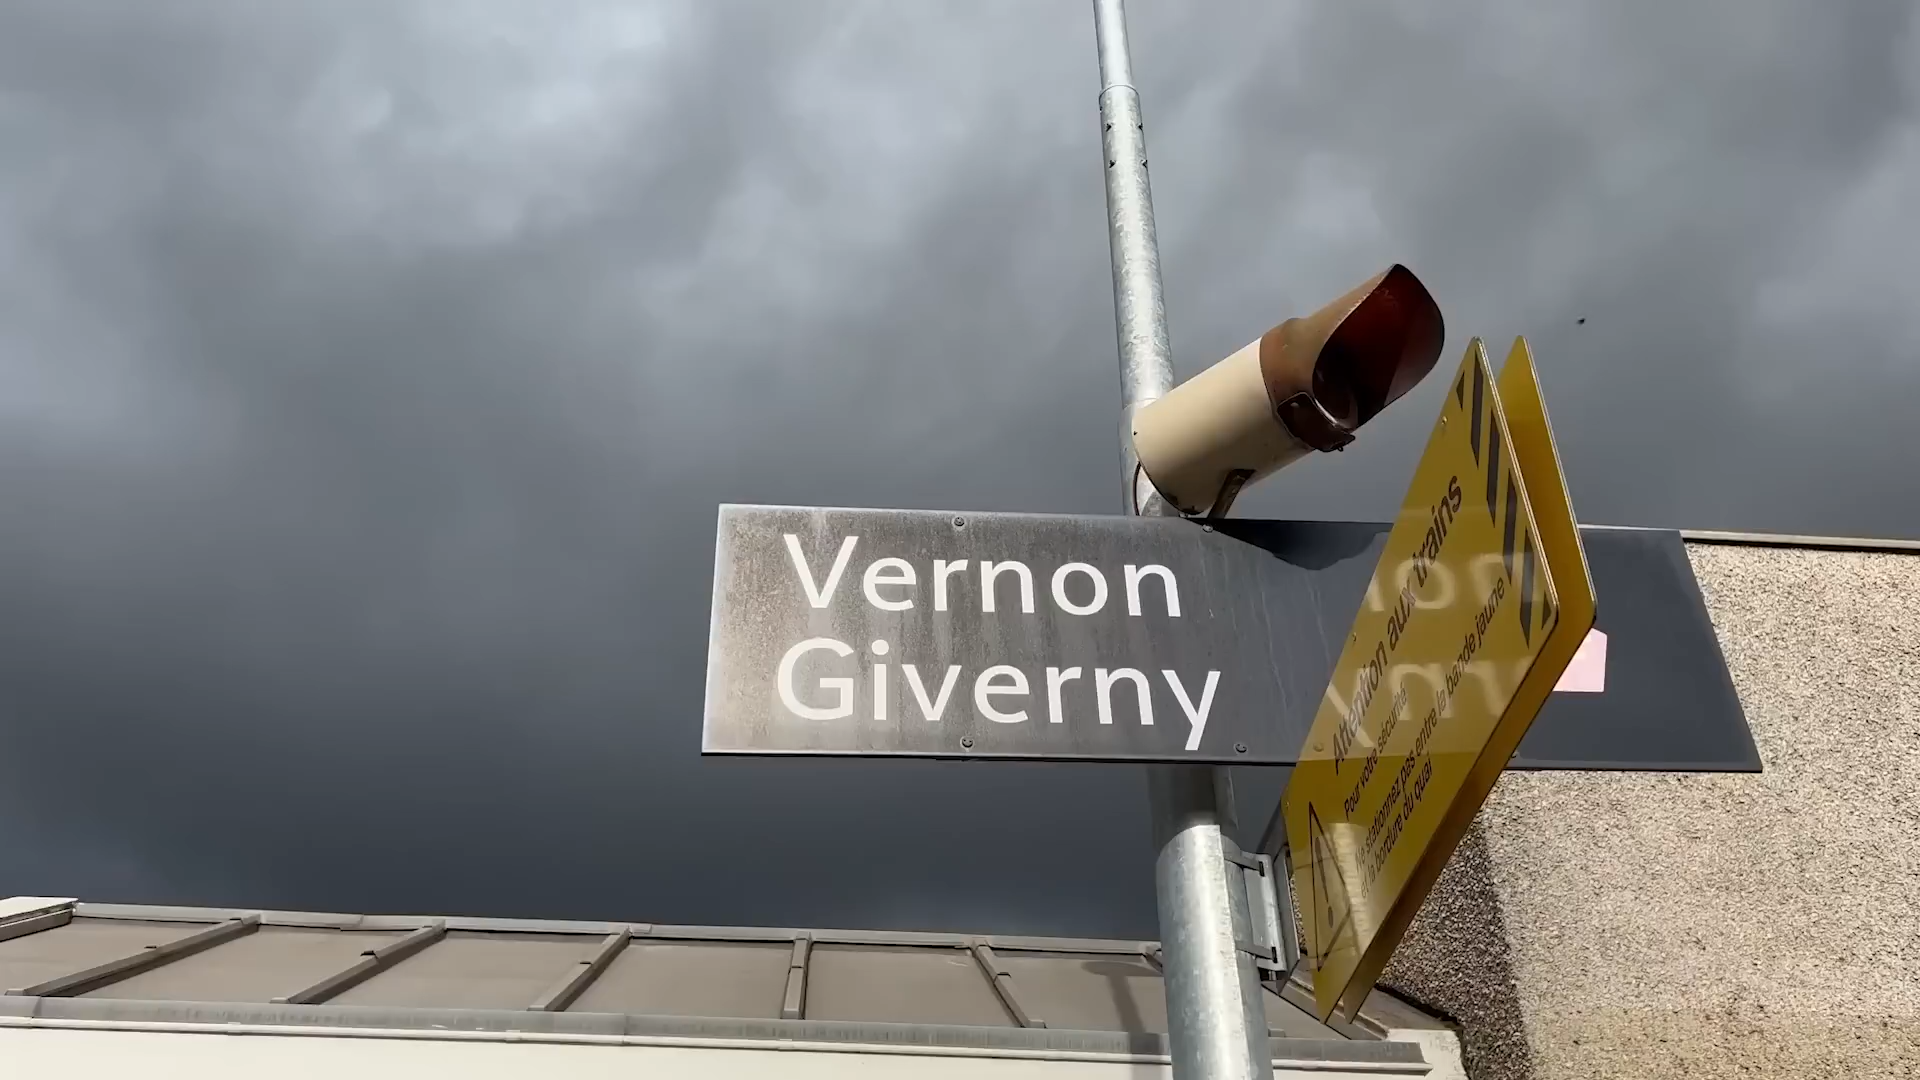 Vernon
Giverny
Attention aux trains
Pour votre sécurité
Ne stationnez pas entre la bande jaune
et la bordure du quai